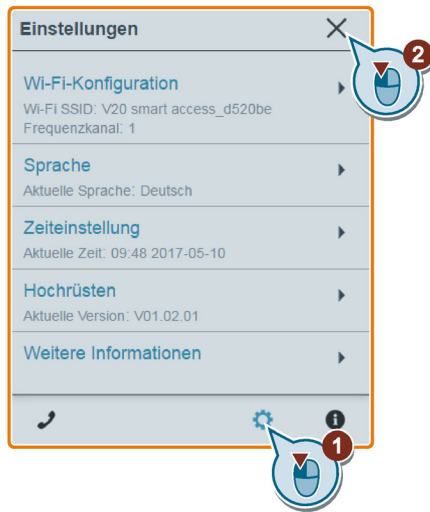 Einstellungen
2
Wi-Fi-Konfiguration
Wi-Fi SSID: V20 smart access_d520be
Frequenzkanal: 1
Sprache
Aktuelle Sprache: Deutsch
Zeiteinstellung
Aktuelle Zeit: 09:48 2017-05-10
Hochrüsten
Aktuelle Version: V01.02.01
Weitere Informationen
1